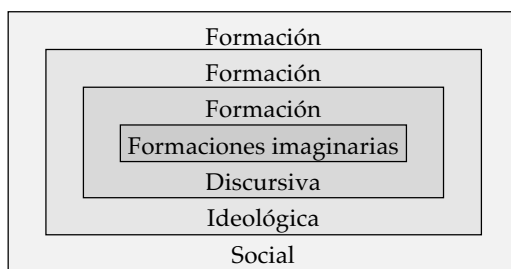 Formación
Formación
Formación
Formaciones imaginarias
Discursiva
Ideológica
Social